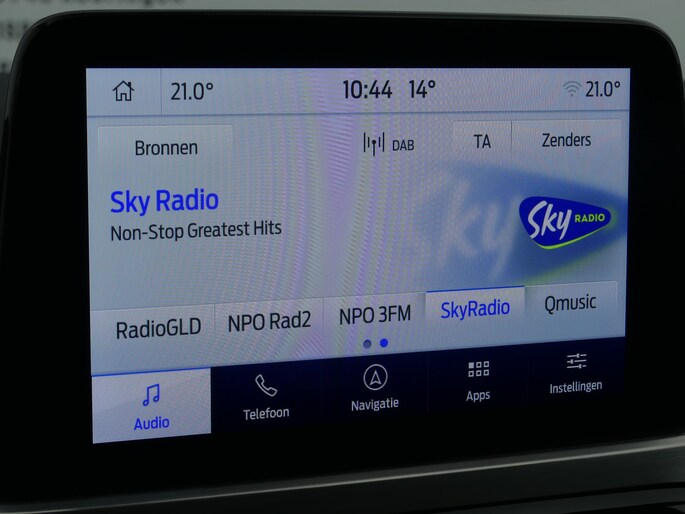 21.0° 10:44 14° 21.0°
Bronnen DAB TA Zenders
Sky Radio
Non-Stop Greatest Hits
Sky RADIO
Sky
RadioGLD NPO Rad2 NPO 3FM SkyRadio Qmusic
Audio Telefoon Navigatie Apps Instellingen